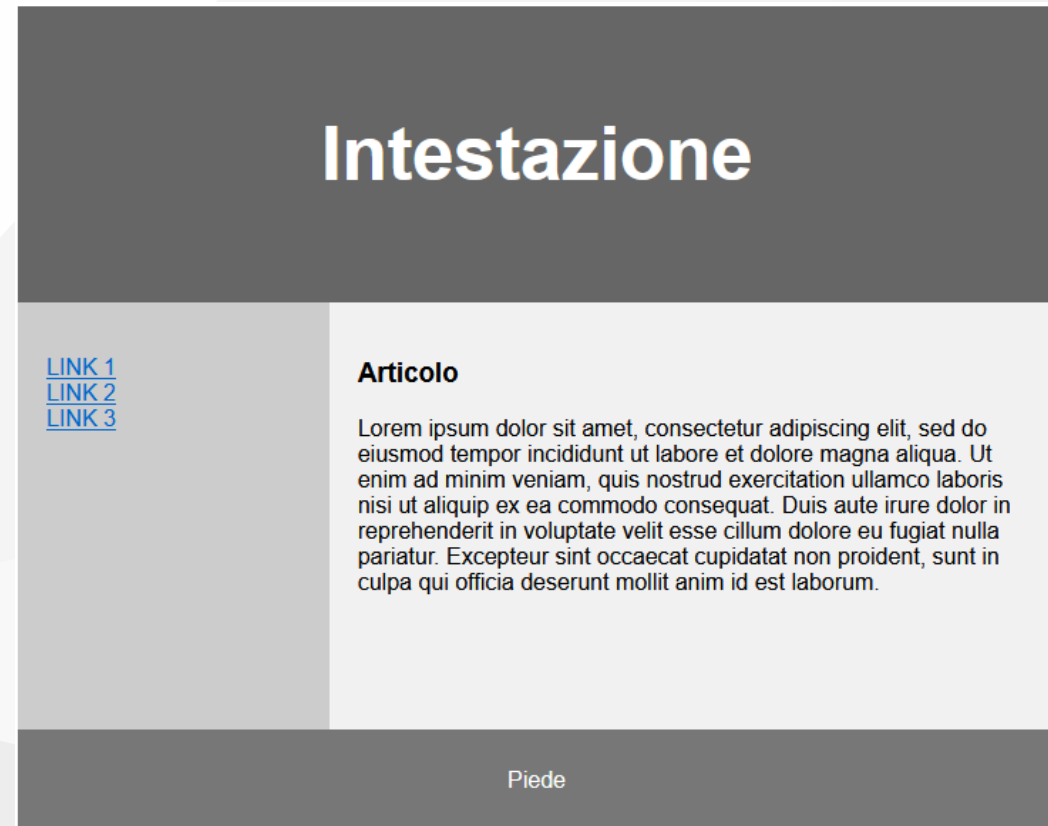 Intestazione
LINK 1
LINK 2
LINK 3
Articolo
Lorem ipsum dolor sit amet, consectetur adipiscing elit, sed do
eiusmod tempor incididunt ut labore et dolore magna aliqua. Ut
enim ad minim veniam, quis nostrud exercitation ullamco laboris
nisi ut aliquip ex ea commodo consequat. Duis aute irure dolor in
reprehenderit in voluptate velit esse cillum dolore eu fugiat nulla
pariatur. Excepteur sint occaecat cupidatat non proident, sunt in
culpa qui officia deserunt mollit anim id est laborum.
Piede